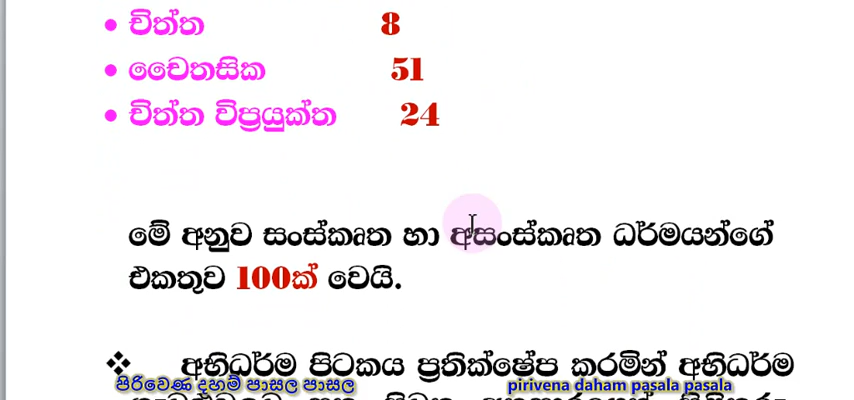 • චිත්ත 8
• චෛතසික 51
• චිත්ත විප්‍රයුක්ත 24
මේ අනුව සංස්කෘත හා අසංස්කෘත ධර්මයන්ගේ
එකතුව 100ක් වෙයි.
❖ අභිධර්ම පිටකය ප්‍රතික්ෂේප කරමින් අභිධර්ම
පිරිවෙණ දහම් පාසල පාසල pirivena daham pasala pasala